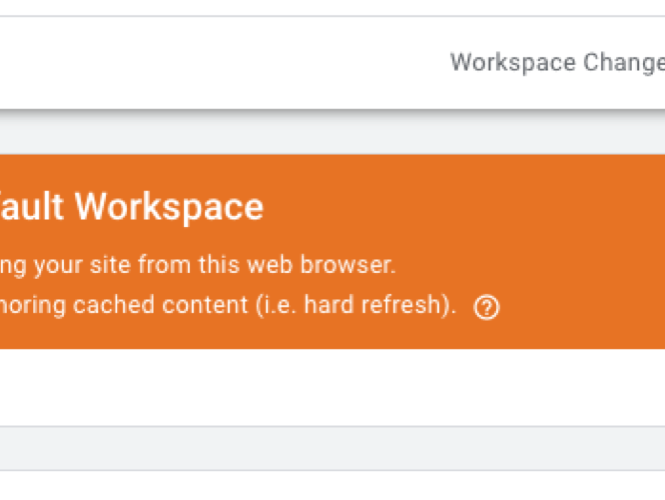 Workspace Change
fault Workspace
ng your site from this web browser.
noring cached content (i.e. hard refresh). ?